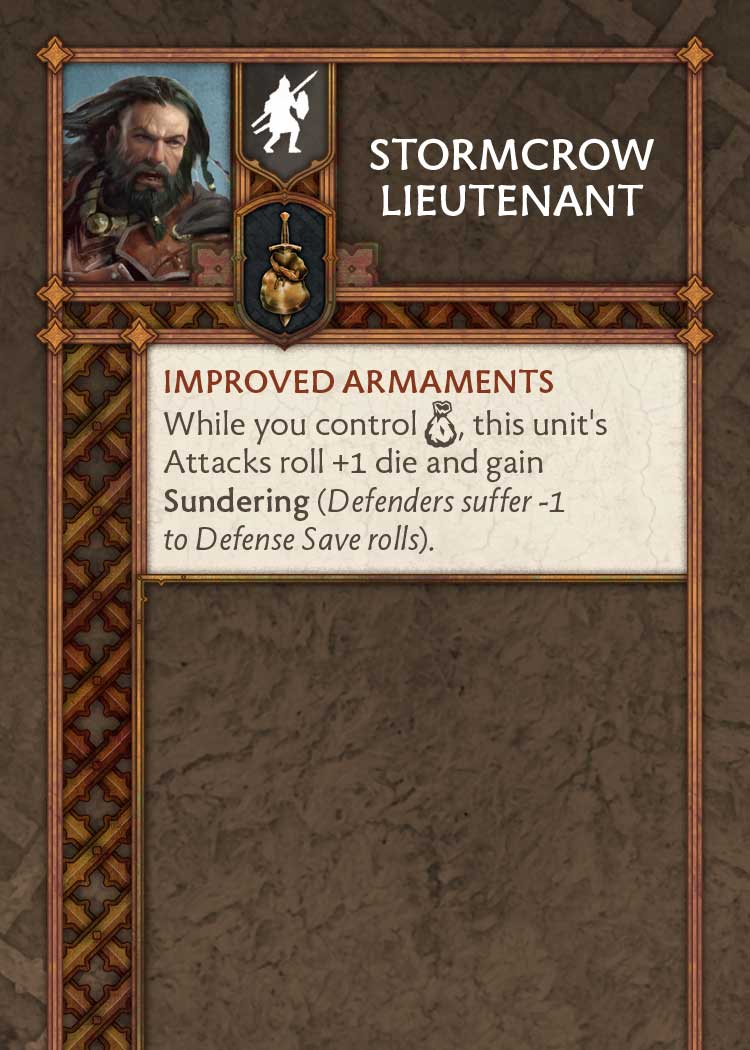 STORMCROW
LIEUTENANT
IMPROVED ARMAMENTS
While you control , this unit's
Attacks roll +1 die and gain
Sundering (Defenders suffer -1
to Defense Save rolls).